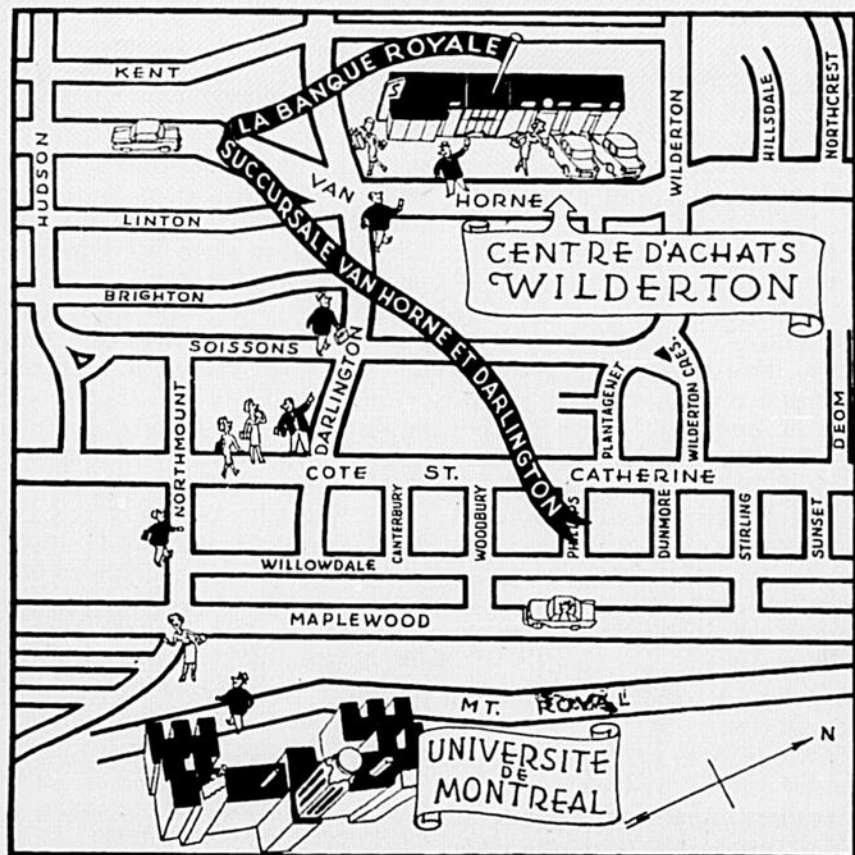 KENT
LA BANQUE ROYALE
S
HUDSON
WILDERTON
HILLSDALE
NORTHCREST
SUCCURSALE VAN HORNE ET DARLINGTON
VAN HORNE
LINTON
CENTRE D'ACHATS
WILDERTON
BRIGHTON
SOISSONS
DARLINGTON
PLANTAGENET
WILDERTON CRES.
DEOM
NORTHMOUNT
COTE ST. CATHERINE
CANTERBURY
WOODBURY
DUNMORE
STIRLING
SUNSET
WILLOWDALE
MAPLEWOOD
MT.
UNIVERSITE
DE
MONTREAL
N